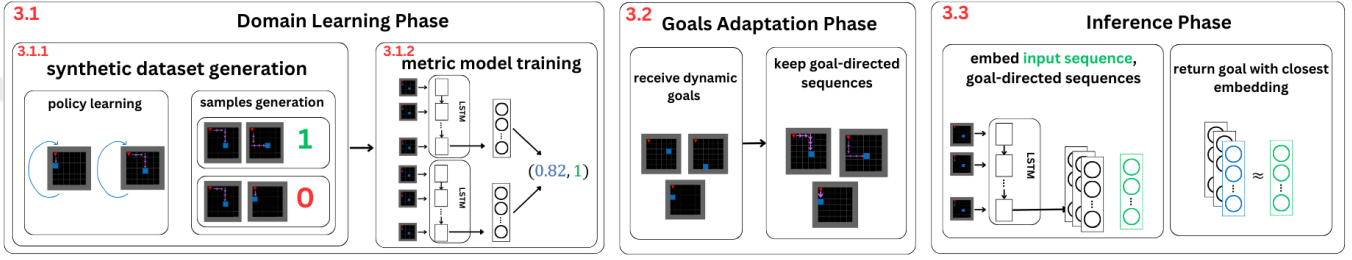 3.1
Domain Learning Phase
3.1.1
synthetic dataset generation
policy learning
samples generation
1
0
3.1.2
metric model training
LSTM
LSTM
(0.82, 1)
3.2
Goals Adaptation Phase
receive dynamic
goals
keep goal-directed
sequences
3.3
Inference Phase
embed input sequence,
goal-directed sequences
LSTM
return goal with closest
embedding
≈